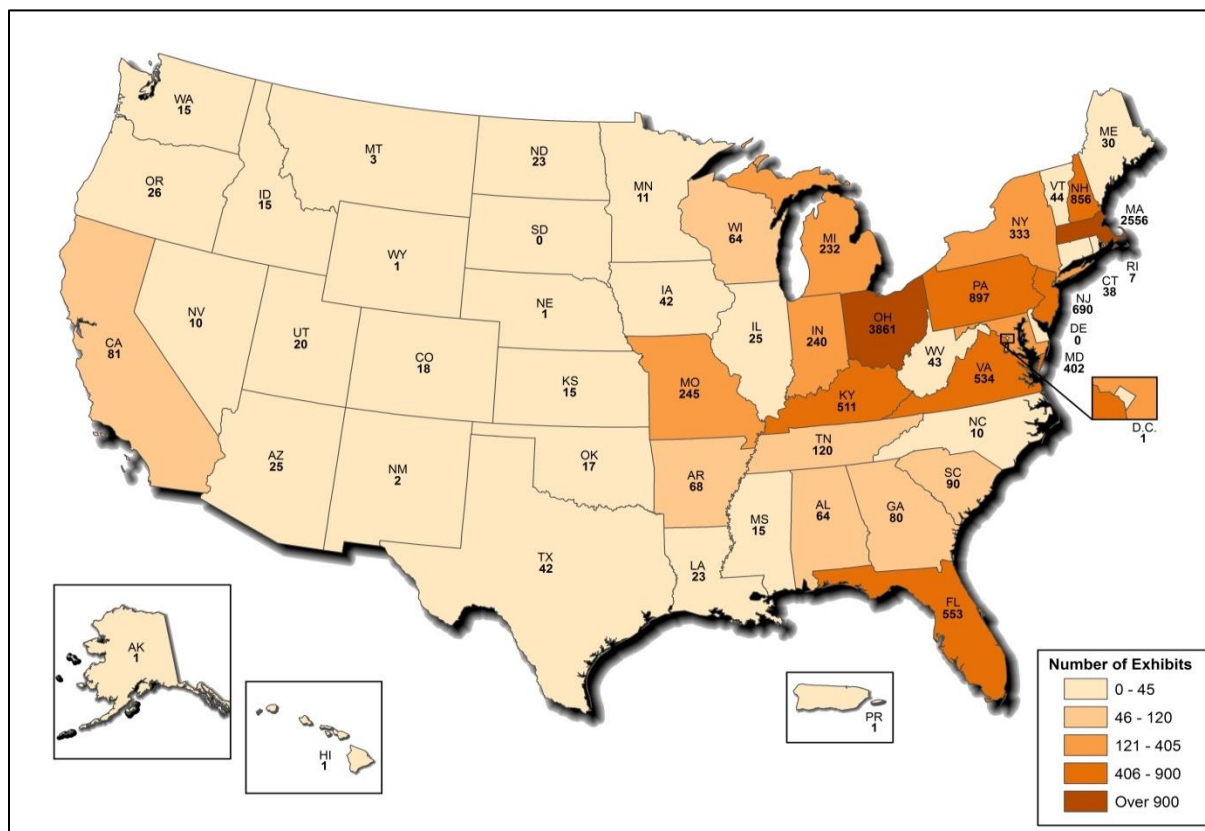 WA
15
MT
3
ND
23
MN
11
ME
30
OR
26
ID
15
VT
44
NH
856
SD
0
WI
64
NY
333
MA
2556
WY
1
MI
232
RI
7
CT
38
IA
42
PA
897
NJ
690
NE
1
NV
10
OH
3861
DE
0
UT
20
IL
25
IN
240
CA
81
CO
18
WV
43
MD
402
KS
15
MO
245
VA
534
KY
511
D.C.
1
NC
10
TN
120
AZ
25
NM
2
OK
17
AR
68
SC
90
MS
15
AL
64
GA
80
TX
42
LA
23
FL
553
AK
1
HI
1
PR
1
Number of Exhibits
0 - 45
46 - 120
121 - 405
406 - 900
Over 900